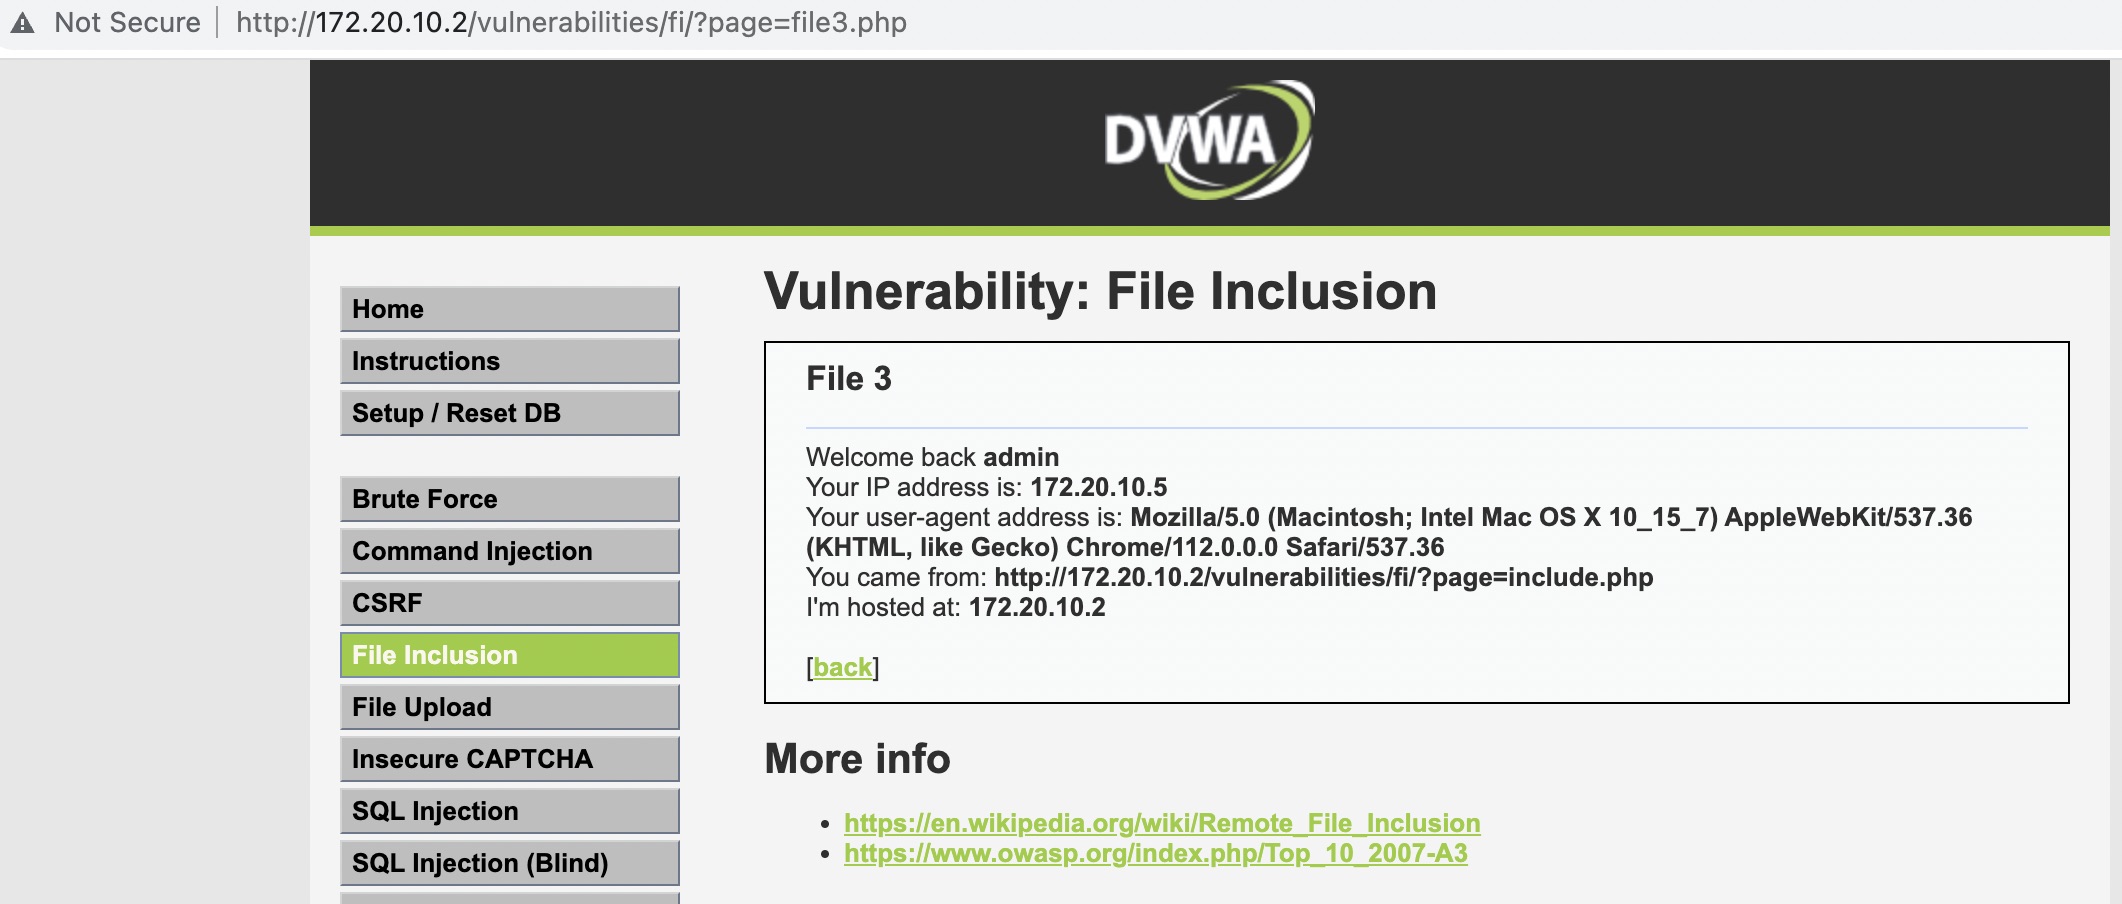 Not Secure http://172.20.10.2/vulnerabilities/fi/?page=file3.php
DVWA
Home
Instructions
Setup / Reset DB
Brute Force
Command Injection
CSRF
File Inclusion
File Upload
Insecure CAPTCHA
SQL Injection
SQL Injection (Blind)
Vulnerability: File Inclusion
File 3
Welcome back admin
Your IP address is: 172.20.10.5
Your user-agent address is: Mozilla/5.0 (Macintosh; Intel Mac OS X 10_15_7) AppleWebKit/537.36
(KHTML, like Gecko) Chrome/112.0.0.0 Safari/537.36
You came from: http://172.20.10.2/vulnerabilities/fi/?page=include.php
I'm hosted at: 172.20.10.2
[back]
More info
• https://en.wikipedia.org/wiki/Remote_File_Inclusion
• https://www.owasp.org/index.php/Top_10_2007-A3